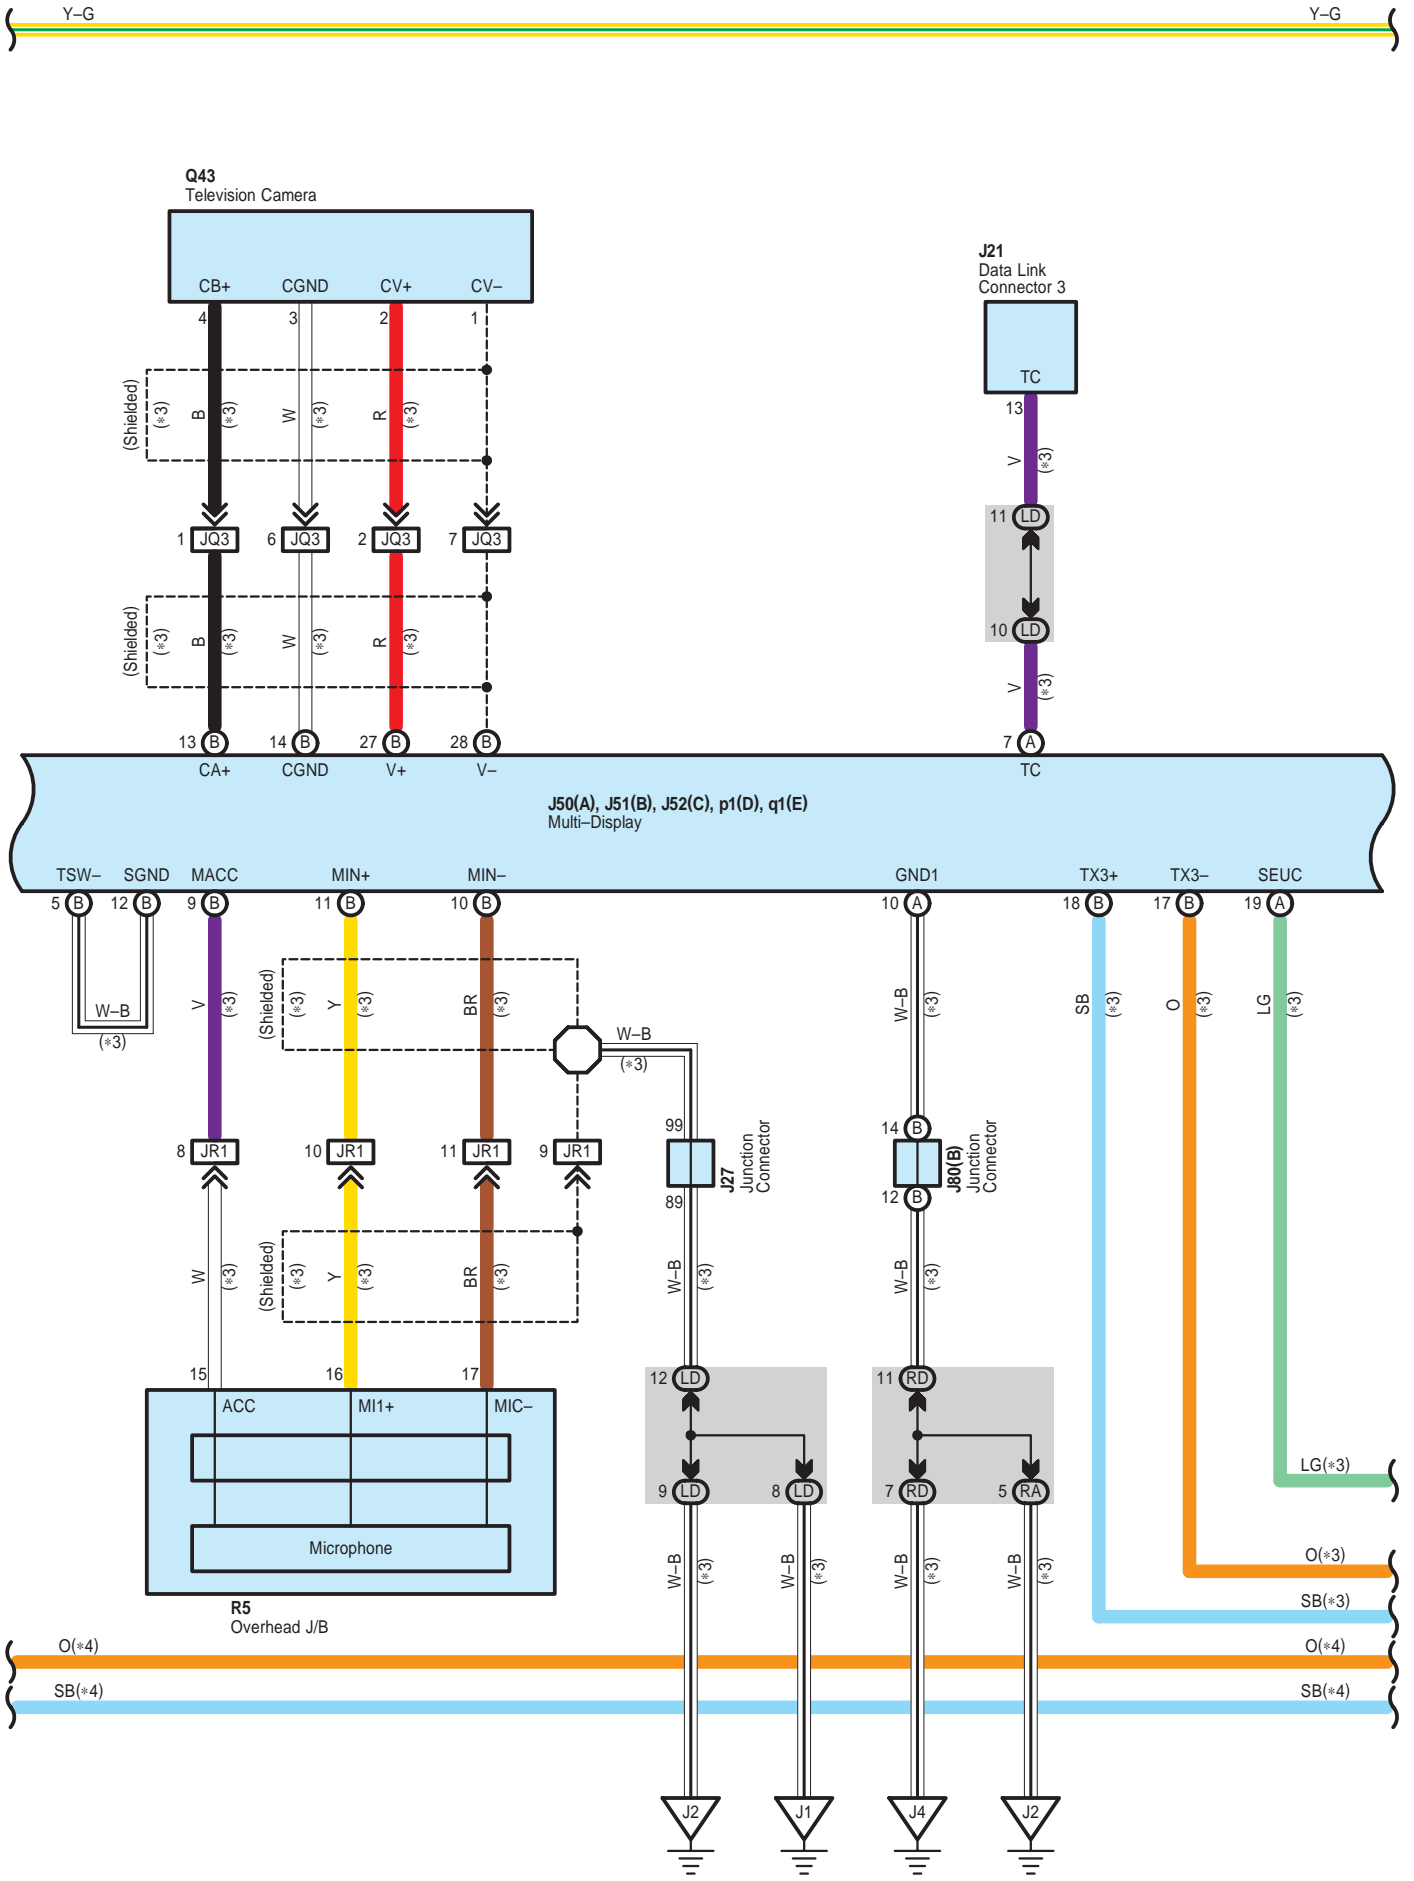 Y–G Y–G
Q43
Television Camera
CB+ CGND CV+ CV–
4 3 2 1
(Shielded) (*3) B (*3) W (*3) R (*3)
1 JQ3 6 JQ3 2 JQ3 7 JQ3
(Shielded) (*3) B (*3) W (*3) R (*3)
13 B 14 B 27 B 28 B
CA+ CGND V+ V–
J21
Data Link
Connector 3
TC
13
V (*3)
11 LD
10 LD
V (*3)
7 A
TC
J50(A), J51(B), J52(C), p1(D), q1(E)
Multi–Display
TSW– SGND MACC MIN+ MIN– GND1 TX3+ TX3– SEUC
5 B 12 B 9 B 11 B 10 B 10 A 18 B 17 B 19 A
W–B
(*3)
V (*3) (Shielded) (*3) Y (*3) BR (*3) W–B (*3) SB (*3) O (*3) LG (*3)
W–B
(*3)
99
14 B
8 JR1 10 JR1 11 JR1 9 JR1
J27
Junction
Connector
J80(B)
Junction
Connector
89
12 B
W (*3) (Shielded) (*3) Y (*3) BR (*3) W–B (*3) W–B (*3)
15 16 17
ACC MI1+ MIC–
Microphone
R5
Overhead J/B
12 LD 11 RD
9 LD 8 LD 7 RD 5 RA
W–B (*3) W–B (*3) W–B (*3) W–B (*3)
LG(*3)
O(*3)
SB(*3)
O(*4) O(*4)
SB(*4) SB(*4)
J2 J1 J4 J2